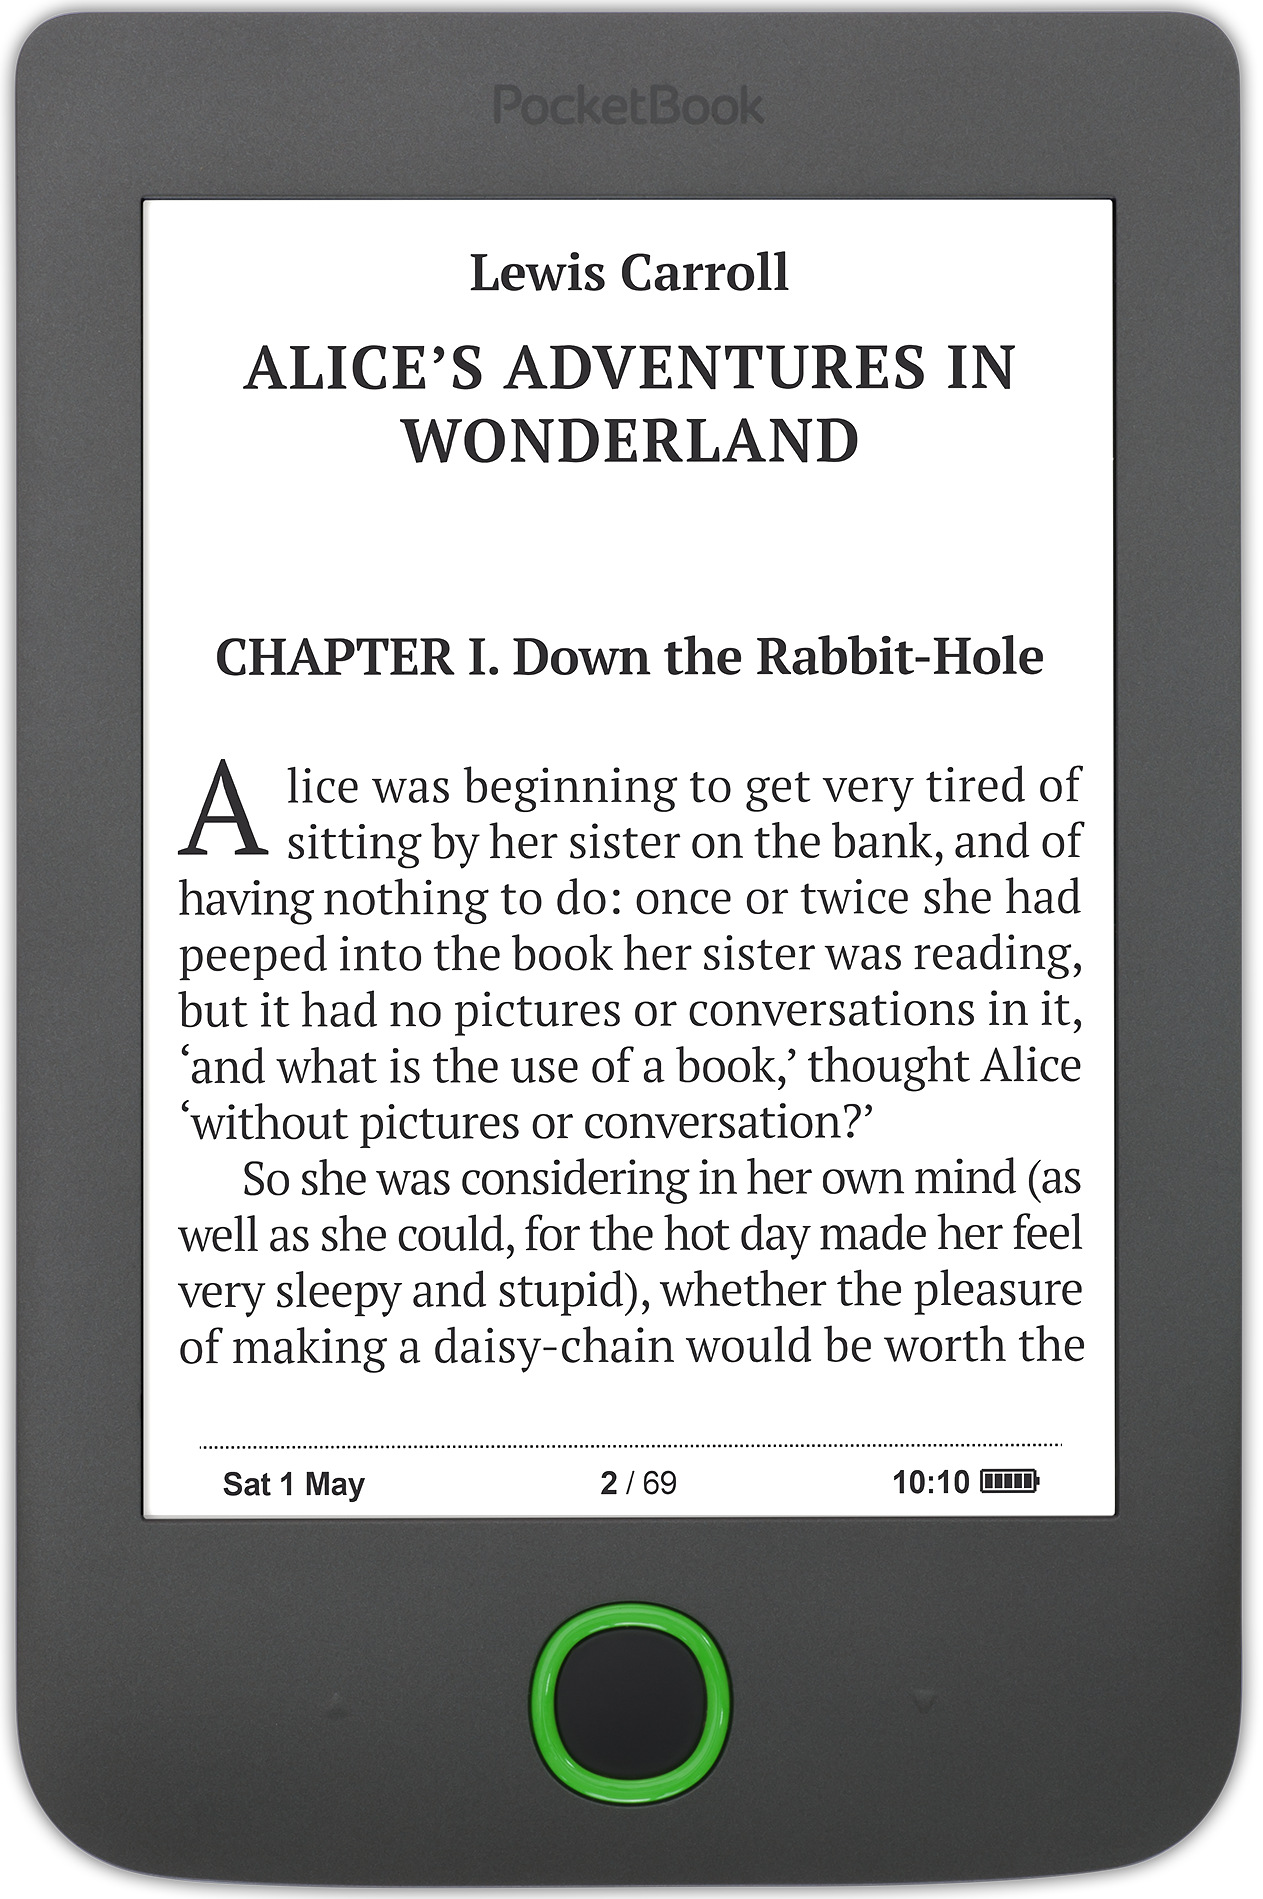 PocketBook
Lewis Carroll
ALICE’S ADVENTURES IN
WONDERLAND
CHAPTER I. Down the Rabbit-Hole
Alice was beginning to get very tired of
sitting by her sister on the bank, and of
having nothing to do: once or twice she had
peeped into the book her sister was reading,
but it had no pictures or conversations in it,
‘and what is the use of a book,’ thought Alice
‘without pictures or conversation?’
So she was considering in her own mind (as
well as she could, for the hot day made her feel
very sleepy and stupid), whether the pleasure
of making a daisy-chain would be worth the
Sat 1 May 2 / 69 10:10